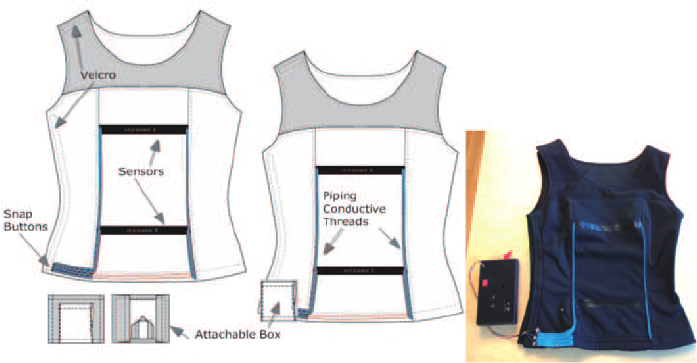 Velcro
Sensors
Snap
Buttons
Piping
Conductive
Threads
Attachable Box